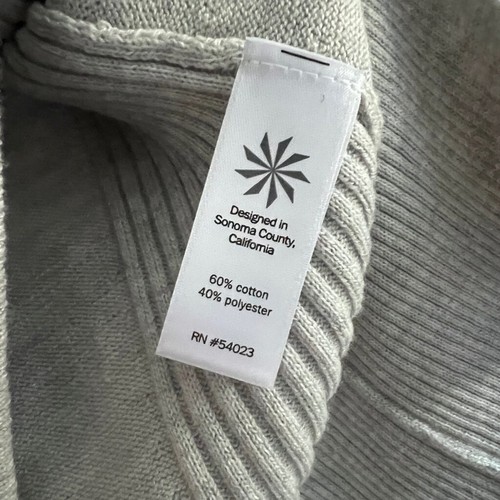 Designed in
Sonoma County,
California
60% cotton
40% polyester
RN #54023